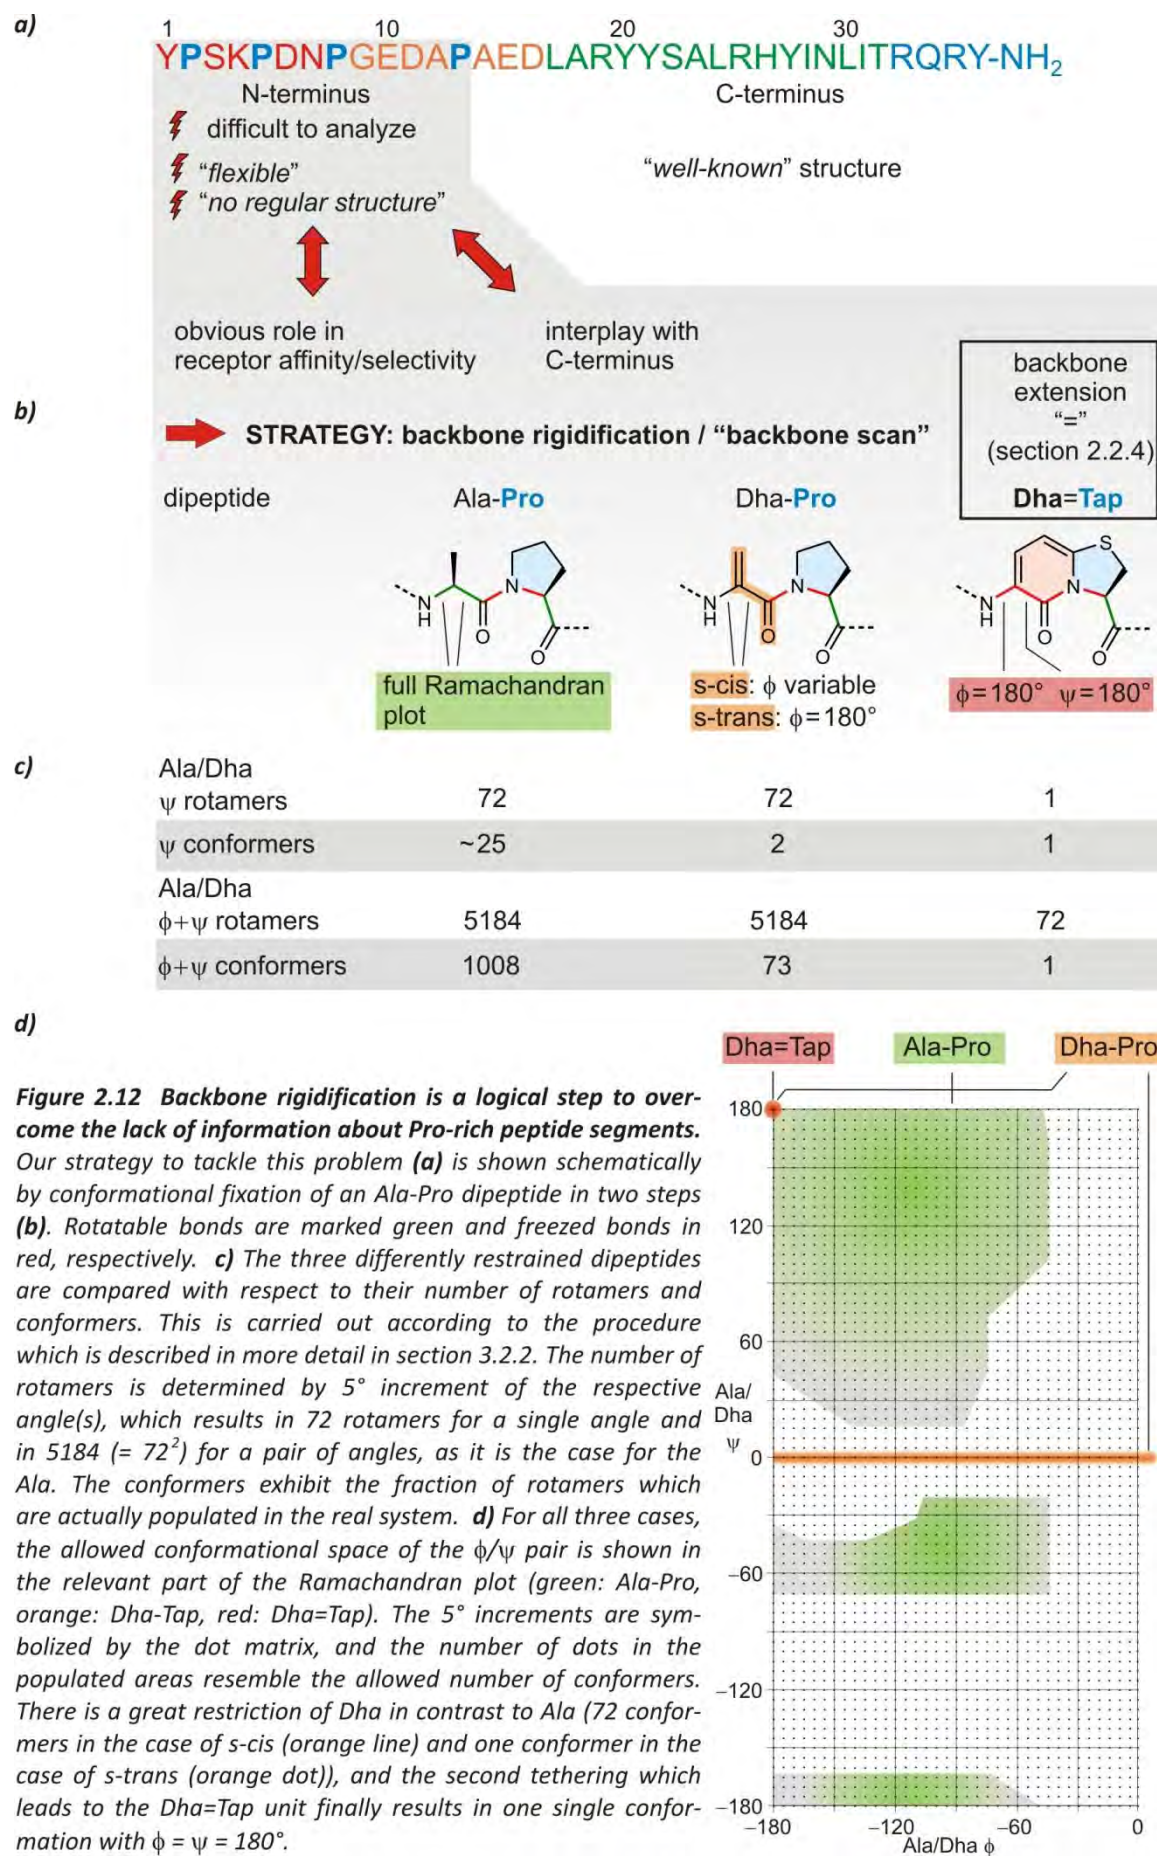 a)
1 10 20 30
YPSKPDNPGEDAPAEDLARYYSALRHYINLITRQRY-NH2
N-terminus C-terminus
difficult to analyze
“flexible”
“no regular structure”
“well-known” structure
obvious role in
receptor affinity/selectivity
interplay with
C-terminus
backbone
extension
“=”
(section 2.2.4)
b)
STRATEGY: backbone rigidification / “backbone scan”
dipeptide Ala-Pro Dha-Pro Dha=Tap
N
H
O
N
O
N
H
O
N
O
N
H
O
N
S
O
full Ramachandran
plot
s-cis: ϕ variable
s-trans: ϕ = 180°
ϕ = 180° ψ = 180°
c)
Ala/Dha
ψ rotamers 72 72 1
ψ conformers ~25 2 1
Ala/Dha
ϕ+ψ rotamers 5184 5184 72
ϕ+ψ conformers 1008 73 1
d)
Dha=Tap Ala-Pro Dha-Pro
Figure 2.12 Backbone rigidification is a logical step to over-
come the lack of information about Pro-rich peptide segments.
Our strategy to tackle this problem (a) is shown schematically
by conformational fixation of an Ala-Pro dipeptide in two steps
(b). Rotatable bonds are marked green and freezed bonds in
red, respectively. c) The three differently restrained dipeptides
are compared with respect to their number of rotamers and
conformers. This is carried out according to the procedure
which is described in more detail in section 3.2.2. The number of
rotamers is determined by 5° increment of the respective
angle(s), which results in 72 rotamers for a single angle and
in 5184 (= 72²) for a pair of angles, as it is the case for the
Ala. The conformers exhibit the fraction of rotamers which
are actually populated in the real system. d) For all three cases,
the allowed conformational space of the ϕ/ψ pair is shown in
the relevant part of the Ramachandran plot (green: Ala-Pro,
orange: Dha-Tap, red: Dha=Tap). The 5° increments are sym-
bolized by the dot matrix, and the number of dots in the
populated areas resemble the allowed number of conformers.
There is a great restriction of Dha in contrast to Ala (72 confor-
mers in the case of s-cis (orange line) and one conformer in the
case of s-trans (orange dot)), and the second tethering which
leads to the Dha=Tap unit finally results in one single confor-
mation with ϕ = ψ = 180°.
180
120
60
Ala/
Dha
ψ
0
−60
−120
−180
−180 −120 −60 0
Ala/Dha ϕ